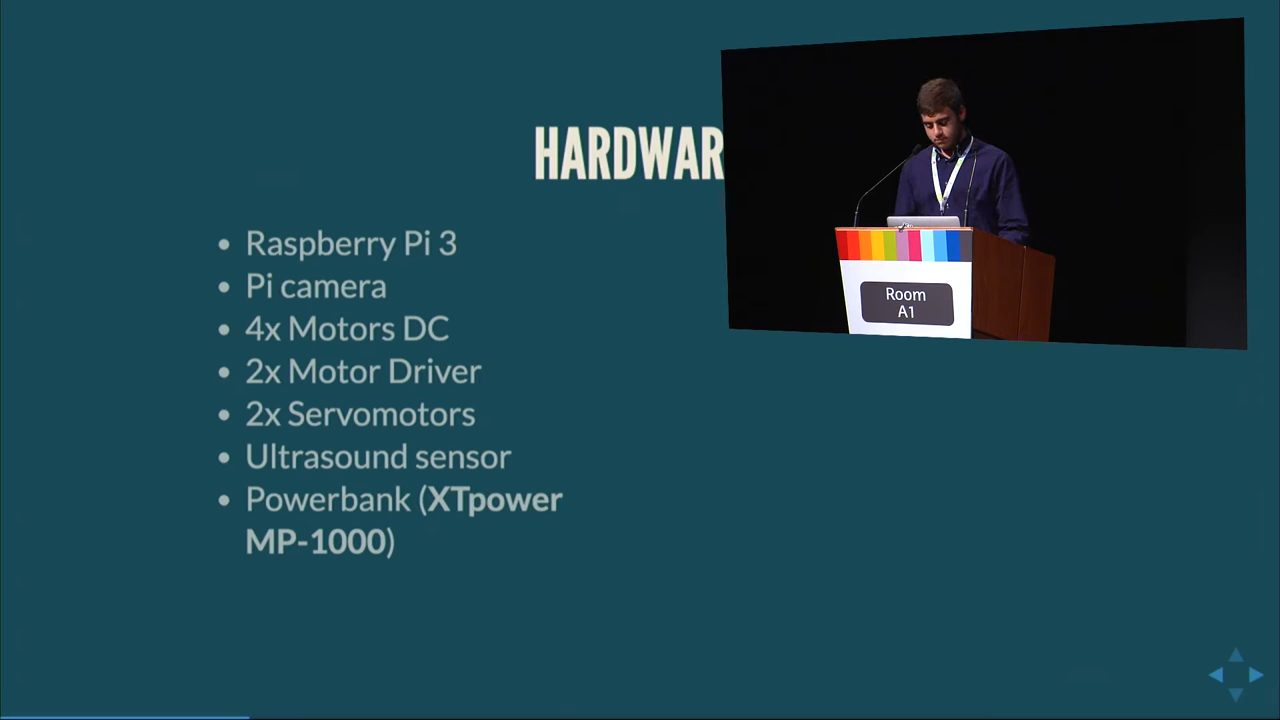 HARDWAR
Raspberry Pi 3
Pi camera
4x Motors DC
2x Motor Driver
2x Servomotors
Ultrasound sensor
Powerbank (XTpower
MP-1000)
Room
A1